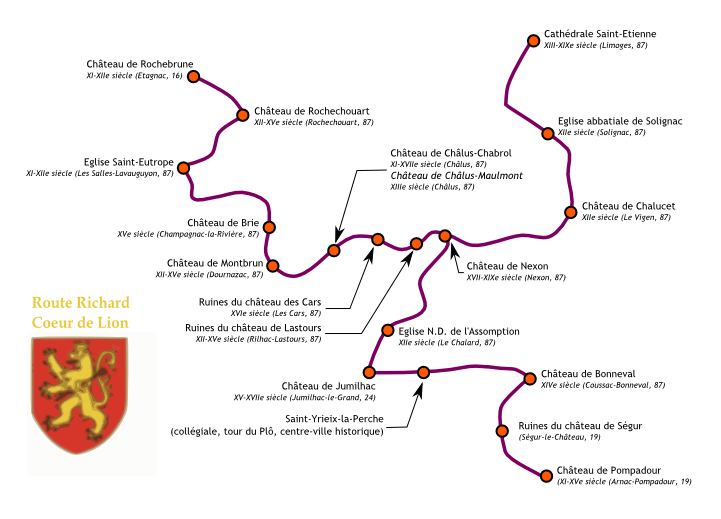 Cathédrale Saint-Etienne
XIII-XIXe siècle (Limoges, 87)
Château de Rochebrune
XI-XIIe siècle (Etagnac, 16)
Château de Rochechouart
XII-XVe siècle (Rochechouart, 87)
Eglise abbatiale de Solignac
XIIe siècle (Solignac, 87)
Eglise Saint-Eutrope
XI-XIIe siècle (Les Salles-Lavauguyon, 87)
Château de Châlus-Chabrol
XI-XVIIe siècle (Châlus, 87)
Château de Châlus-Maulmont
XIIIe siècle (Châlus, 87)
Château de Chalucet
XIIe siècle (Le Vigen, 87)
Château de Brie
XVe siècle (Champagnac-la-Rivière, 87)
Château de Montbrun
XII-XVe siècle (Dournazac, 87)
Château de Nexon
XVII-XIXe siècle (Nexon, 87)
Ruines du château des Cars
XVIe siècle (Les Cars, 87)
Ruines du château de Lastours
XII-XVe siècle (Rilhac-Lastours, 87)
Route Richard
Coeur de Lion
Eglise N.D. de l'Assomption
XIIe siècle (Le Chalard, 87)
Château de Jumilhac
XV-XVIIe siècle (Jumilhac-le-Grand, 24)
Château de Bonneval
XIVe siècle (Coussac-Bonneval, 87)
Saint-Yrieix-la-Perche
(collégiale, tour du Plô, centre-ville historique)
Ruines du château de Ségur
(Ségur-le-Château, 19)
Château de Pompadour
(XI-XVe siècle (Arnac-Pompadour, 19)